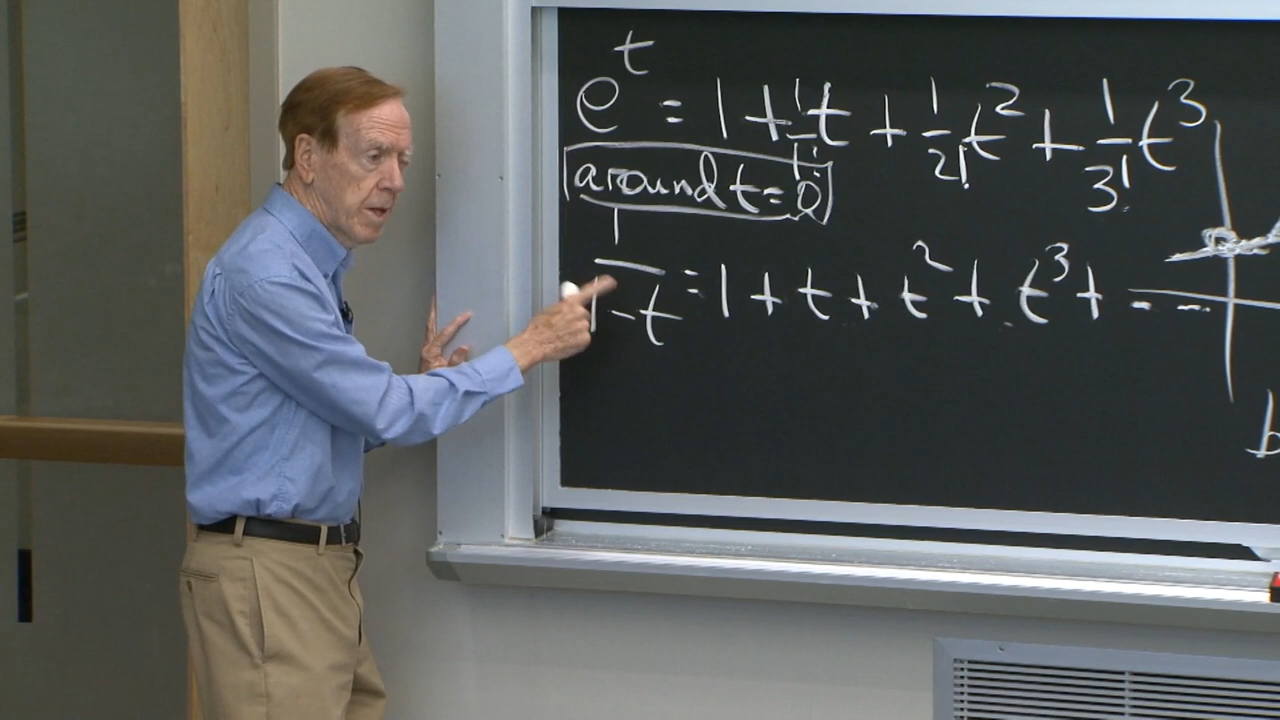 e^t = 1 + 1/1! t + 1/2! t^2 + 1/3! t^3
around t=0
1/(1-t) = 1 + t + t^2 + t^3 + ---
b